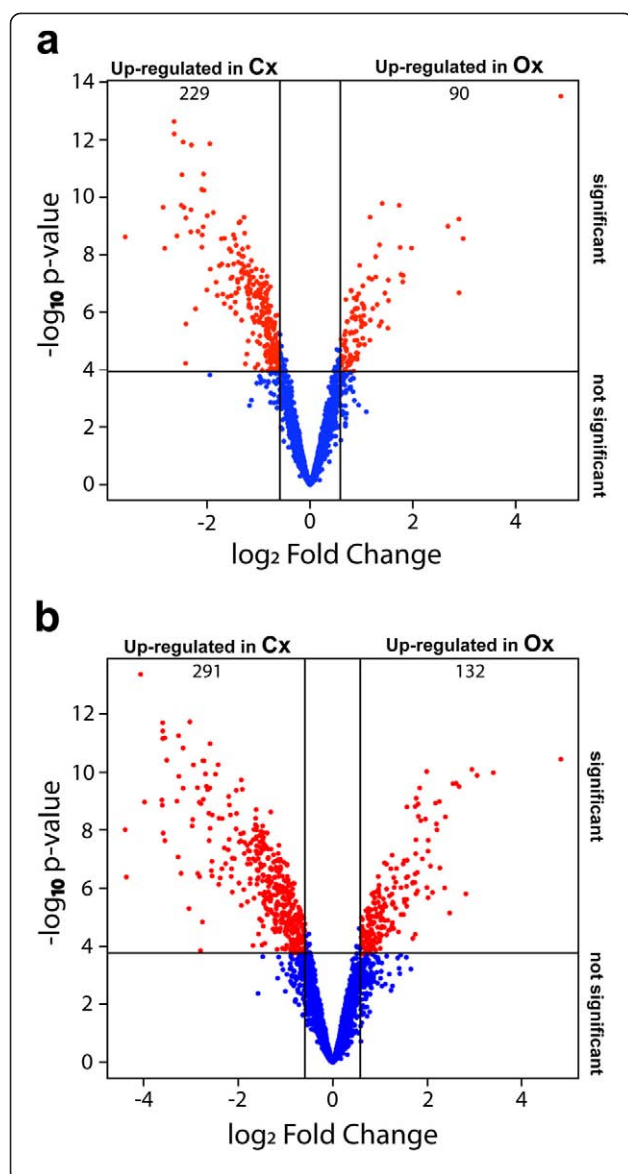 a
Up-regulated in Cx Up-regulated in Ox
229 90
14
12
10
8
6
4
2
0
-log₁₀ p-value
significant
not significant
-2 0 2 4
log₂ Fold Change
b
Up-regulated in Cx Up-regulated in Ox
291 132
12
10
8
6
4
2
0
-log₁₀ p-value
significant
not significant
-4 -2 0 2 4
log₂ Fold Change